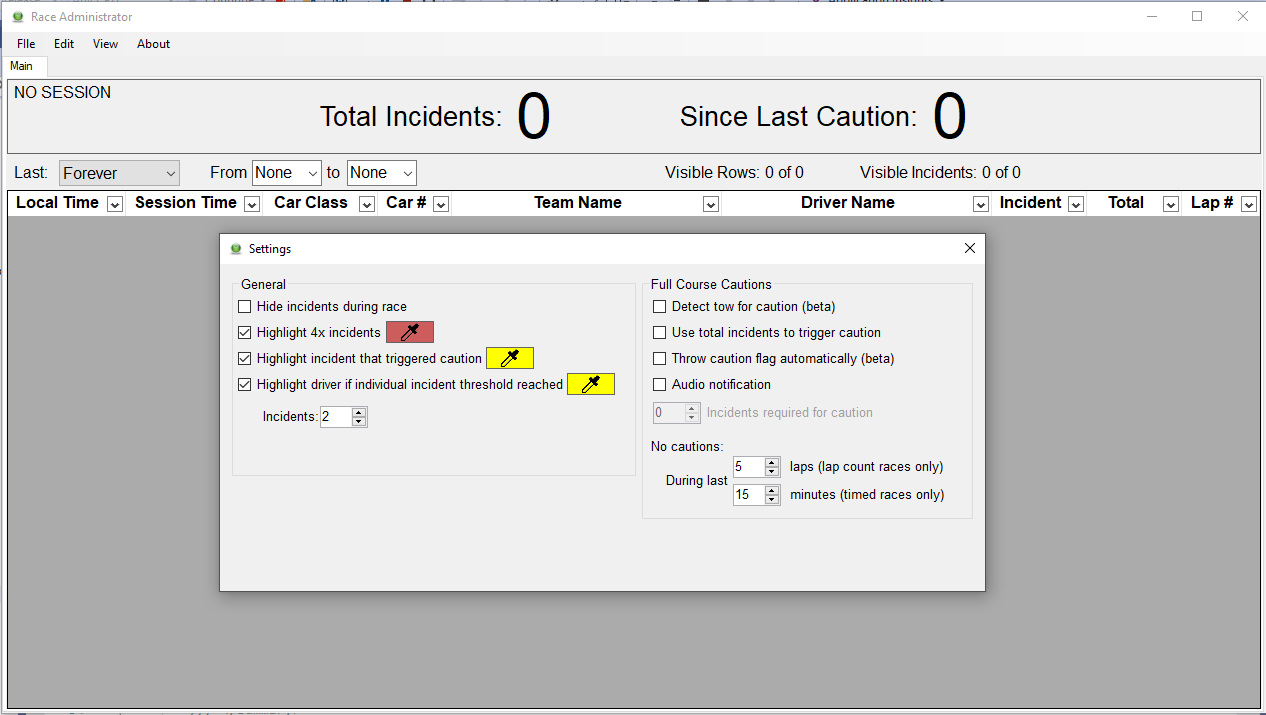 Race Administrator
FIle Edit View About
Main
NO SESSION
Total Incidents: 0 Since Last Caution: 0
Last: Forever From None to None Visible Rows: 0 of 0 Visible Incidents: 0 of 0
Local Time Session Time Car Class Car # Team Name Driver Name Incident Total Lap #
Settings
General
Hide incidents during race
Highlight 4x incidents
Highlight incident that triggered caution
Highlight driver if individual incident threshold reached
Incidents: 2
Full Course Cautions
Detect tow for caution (beta)
Use total incidents to trigger caution
Throw caution flag automatically (beta)
Audio notification
0 Incidents required for caution
No cautions:
During last
5 laps (lap count races only)
15 minutes (timed races only)